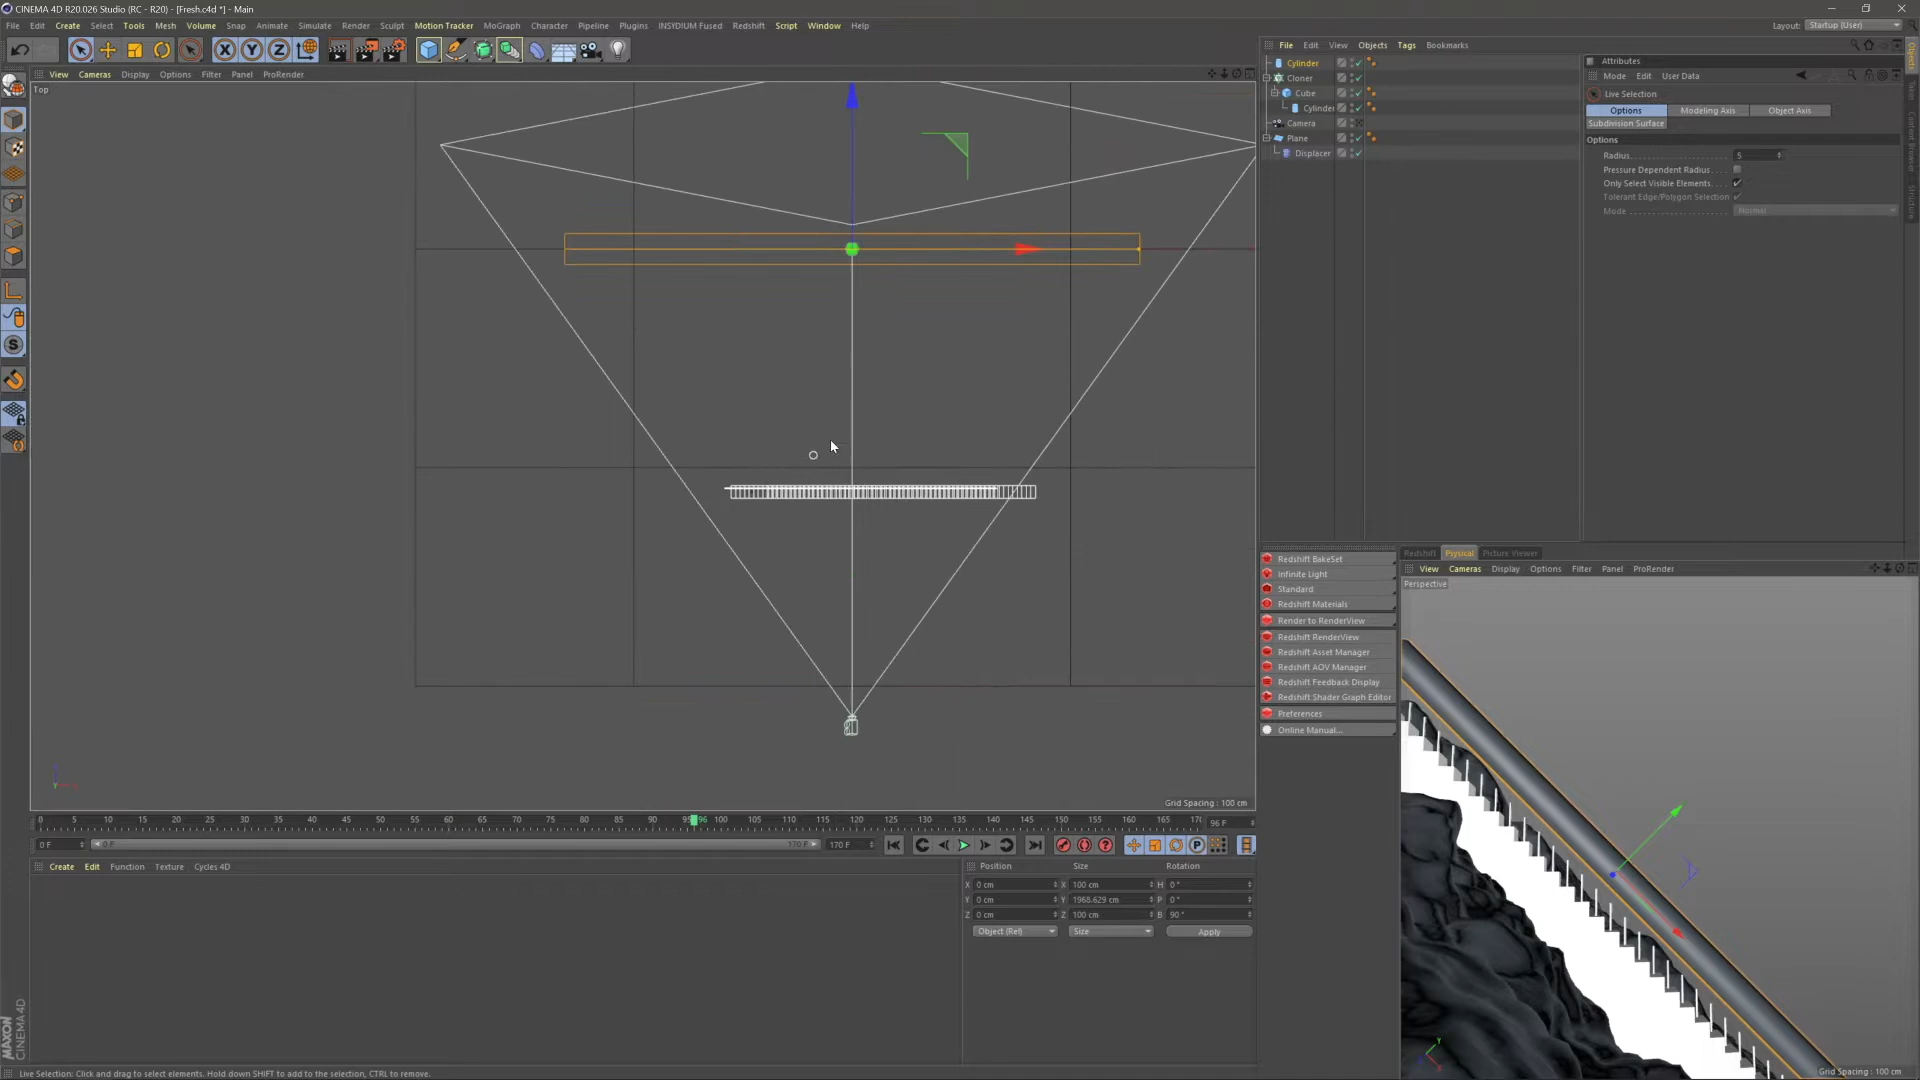 CINEMA 4D R20.026 Studio (RC - R20) - [Fresh.c4d *] - Main
File Edit Create Select Tools Mesh Volume Snap Animate Simulate Render Sculpt Motion Tracker MoGraph Character Pipeline Plugins INSYDIUM Fused Redshift Script Window Help
Layout: Startup (User)
X Y Z
View Cameras Display Options Filter Panel ProRender
Top
Grid Spacing : 100 cm
File Edit View Objects Tags Bookmarks
Cylinder
Cloner
Cube
Cylinder
Camera
Plane
Displacer
Attributes
Mode Edit User Data
Live Selection
Options Modeling Axis Object Axis
Subdivision Surface
Options
Radius 5
Pressure Dependent Radius
Only Select Visible Elements
Tolerant Edge/Polygon Selection
Mode Normal
Objects
Takes
Content Browser
Structure
Redshift BakeSet
Infinite Light
Standard
Redshift Materials
Render to RenderView
Redshift RenderView
Redshift Asset Manager
Redshift AOV Manager
Redshift Feedback Display
Redshift Shader Graph Editor
Preferences
Online Manual...
Redshift Psysical Picture Viewer
View Cameras Display Options Filter Panel ProRender
Perspective
Grid Spacing : 100 cm
0 5 10 15 20 25 30 35 40 45 50 55 60 65 70 75 80 85 90 95 96 100 105 110 115 120 125 130 135 140 145 150 155 160 165 170 96 F
0 F 0 F 170 F 170 F
Create Edit Function Texture Cycles 4D
Position Size Rotation
X 0 cm X 100 cm H 0 °
Y 0 cm Y 1968.629 cm P 0 °
Z 0 cm Z 100 cm B 90 °
Object (Rel) Size Apply
MAXON
CINEMA 4D
Live Selection: Click and drag to select elements. Hold down SHIFT to add to the selection, CTRL to remove.